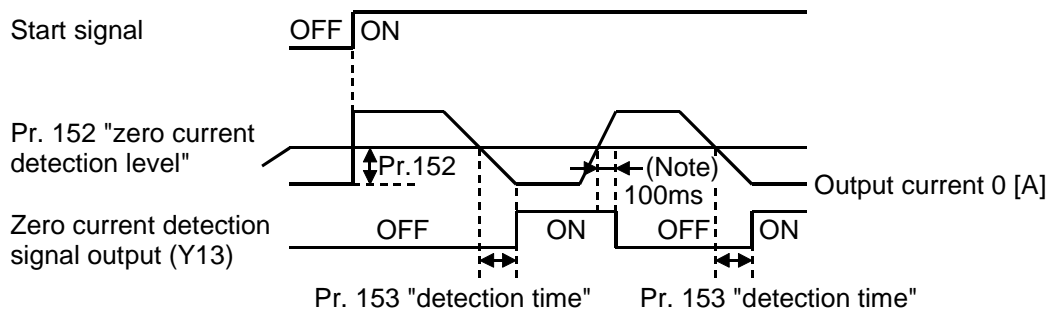 Start signal
OFF
ON
Pr. 152 "zero current
detection level"
Pr.152
(Note)
100ms
Output current 0 [A]
Zero current detection
signal output (Y13)
OFF
ON
OFF
ON
Pr. 153 "detection time"
Pr. 153 "detection time"